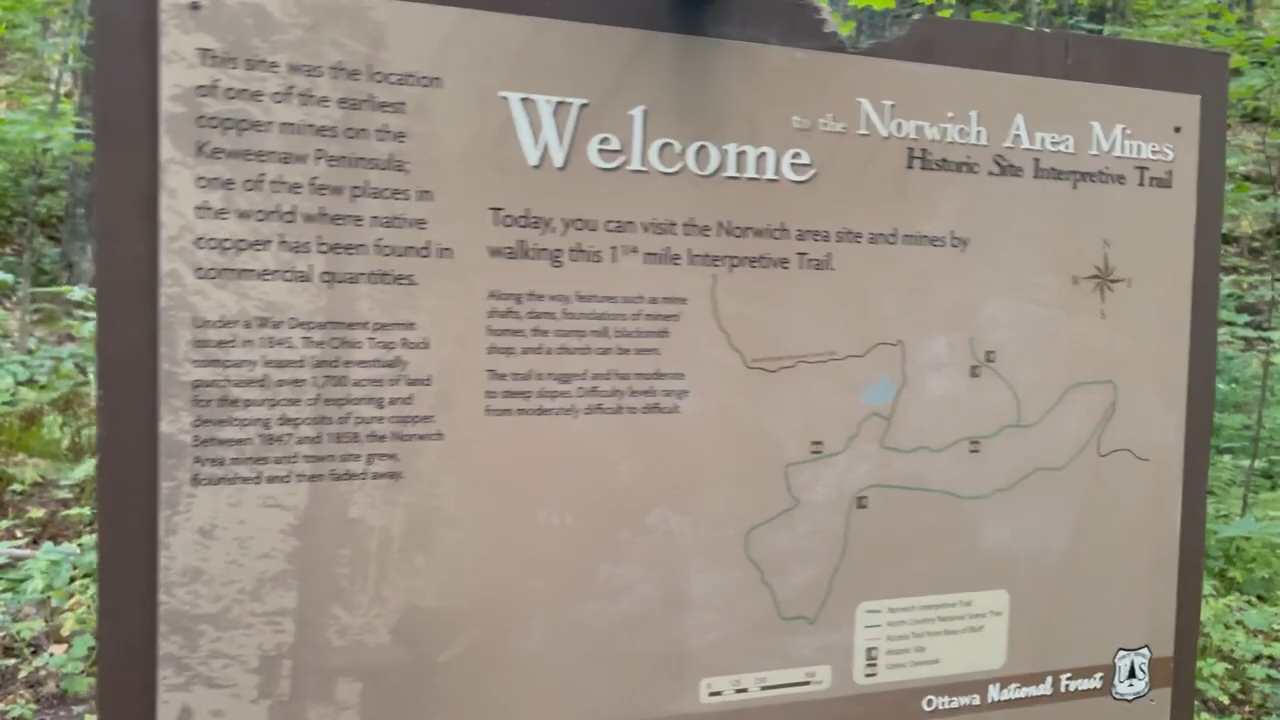 This site was the location
of one of the earliest
copper mines on the
Keweenaw Peninsula;
one of the few places in
the world where native
copper has been found in
commercial quantities.
Under a War Department permit
issued in 1845, The Ohio Trap Rock
company leased (and eventually
purchased) over 1,700 acres of land
for the purpose of exploring and
developing deposits of pure copper.
Between 1847 and 1858, the Norwich
Area mines and town site grew,
flourished and then faded away.
Welcome to the Norwich Area Mines
Historic Site Interpretive Trail
Today, you can visit the Norwich area site and mines by
walking this 1 1/4 mile Interpretive Trail.
Along the way, features such as mine
shafts, dams, foundations of miners'
homes, the stamp mill, blacksmith
shop, and a church can be seen.
The trail is rugged and has moderate
to steep slopes. Difficulty levels range
from moderately difficult to difficult.
N
W E
S
Norwich Interpretive Trail
North Country National Scenic Trail
Access Trail from Base of Bluff
Historic Site
Scenic Overlook
0
Ottawa National Forest
US